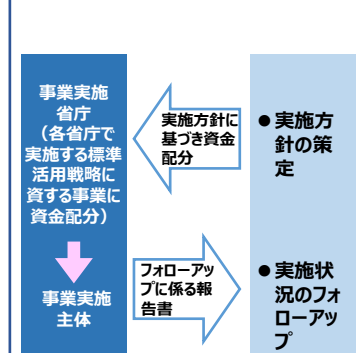 事業実施
省庁
（各省庁で
実施する標準
活用戦略に
資する事業に
資金配分）
事業実施
主体
実施方針に
基づき資金
配分
フォローアッ
プに係る報
告書
●実施方
針の策
定
●実施状
況のフォ
ローアッ
プ